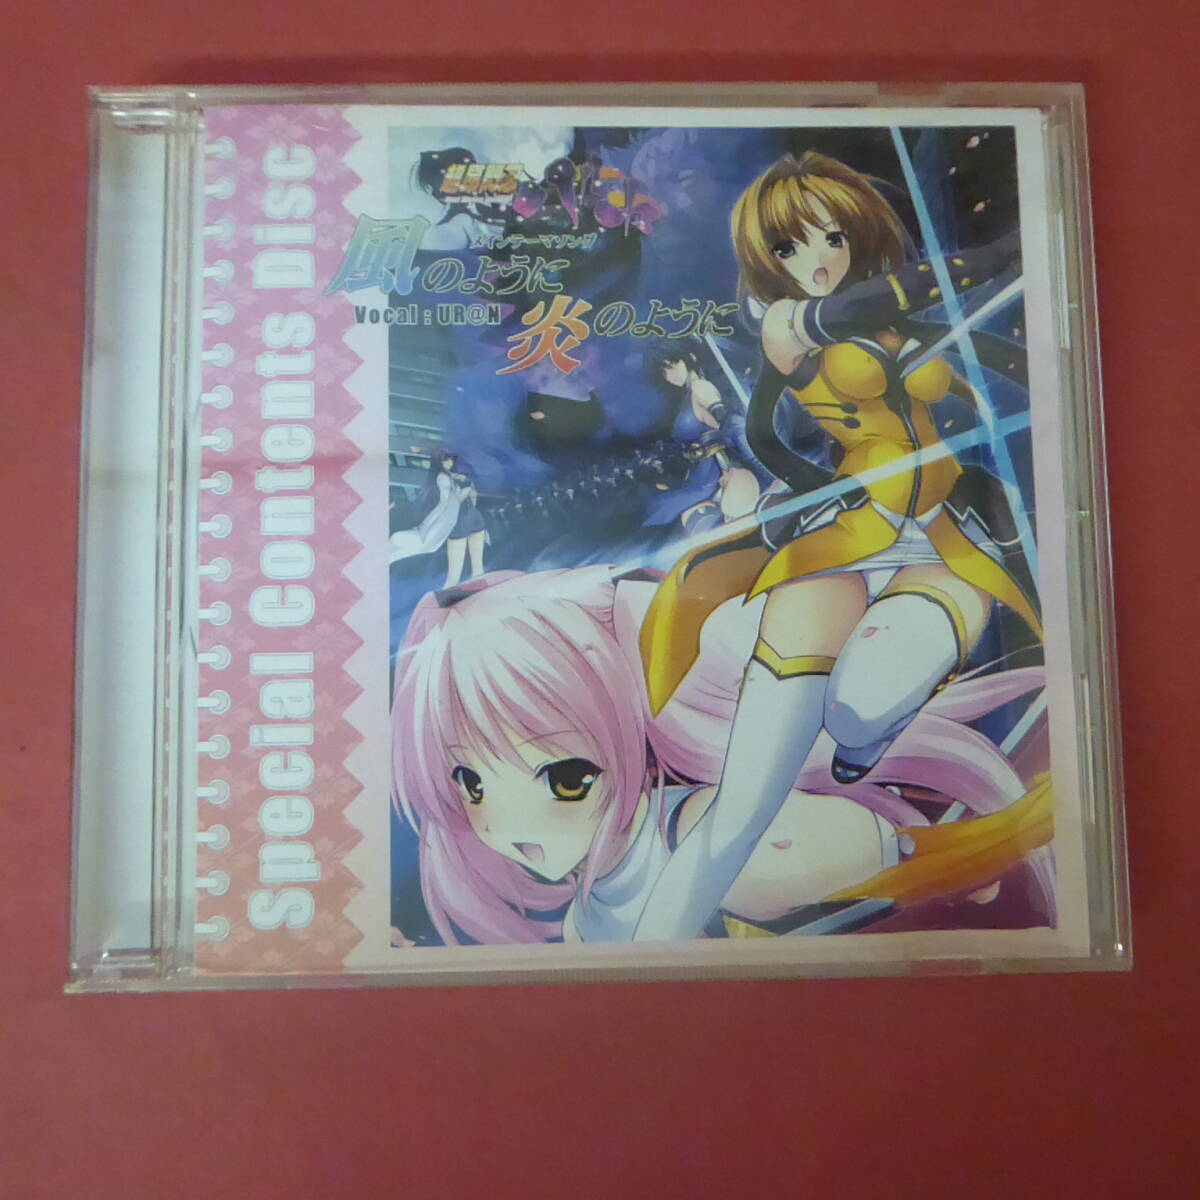 Special Contents Disc
メインテーマソング
風のように
Vocal : UR@N
炎のように